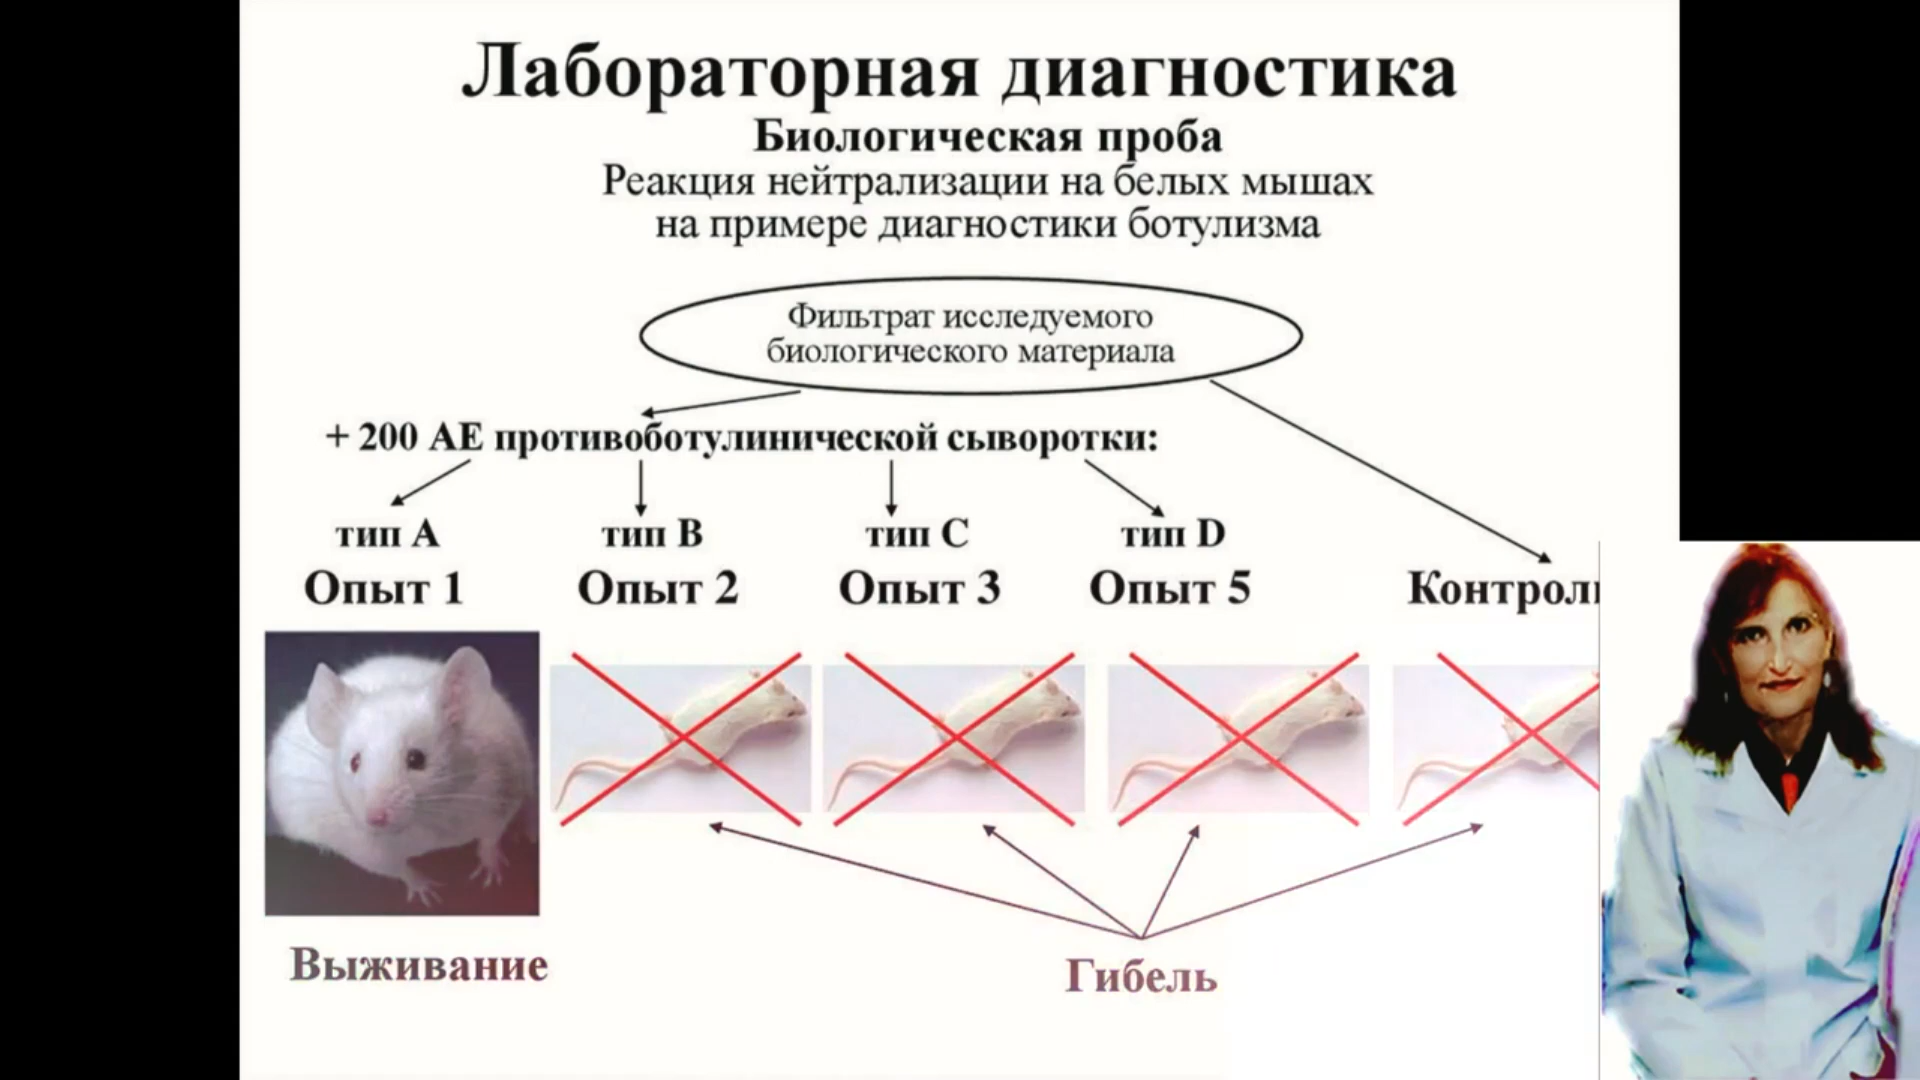 Лабораторная диагностика
Биологическая проба
Реакция нейтрализации на белых мышах
на примере диагностики ботулизма
Фильтрат исследуемого
биологического материала
+ 200 АЕ противоботулинической сыворотки:
тип A тип B тип C тип D
Опыт 1 Опыт 2 Опыт 3 Опыт 5 Контроль
Выживание
Гибель